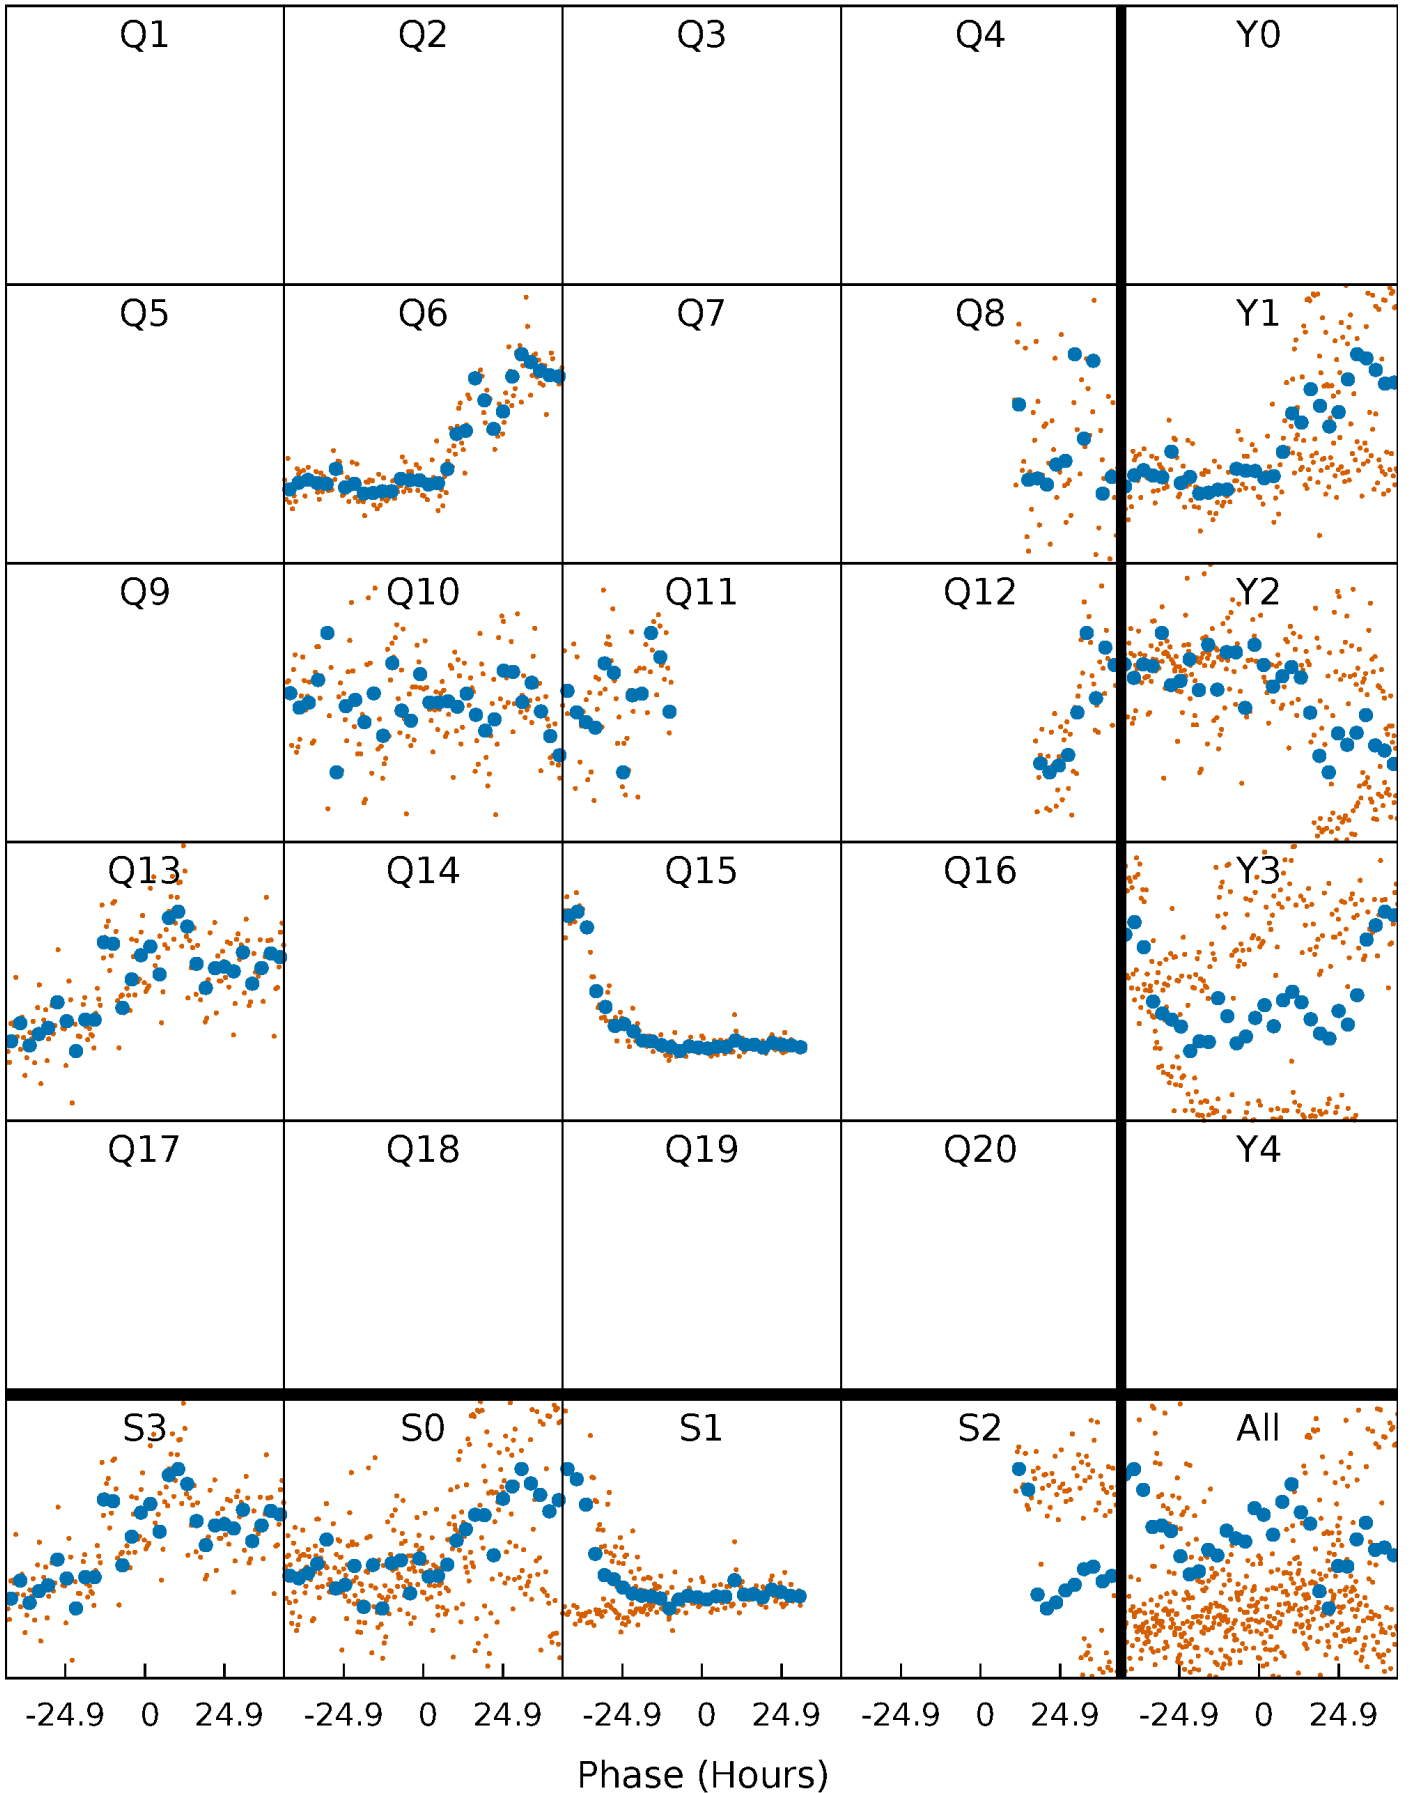 Q1 Q2 Q3 Q4 Y0
Q5 Q6 Q7 Q8 Y1
Q9 Q10 Q11 Q12 Y2
Q13 Q14 Q15 Q16 Y3
Q17 Q18 Q19 Q20 Y4
S3 S0 S1 S2 All
-24.9 0 24.9 -24.9 0 24.9 -24.9 0 24.9 -24.9 0 24.9 -24.9 0 24.9
Phase (Hours)